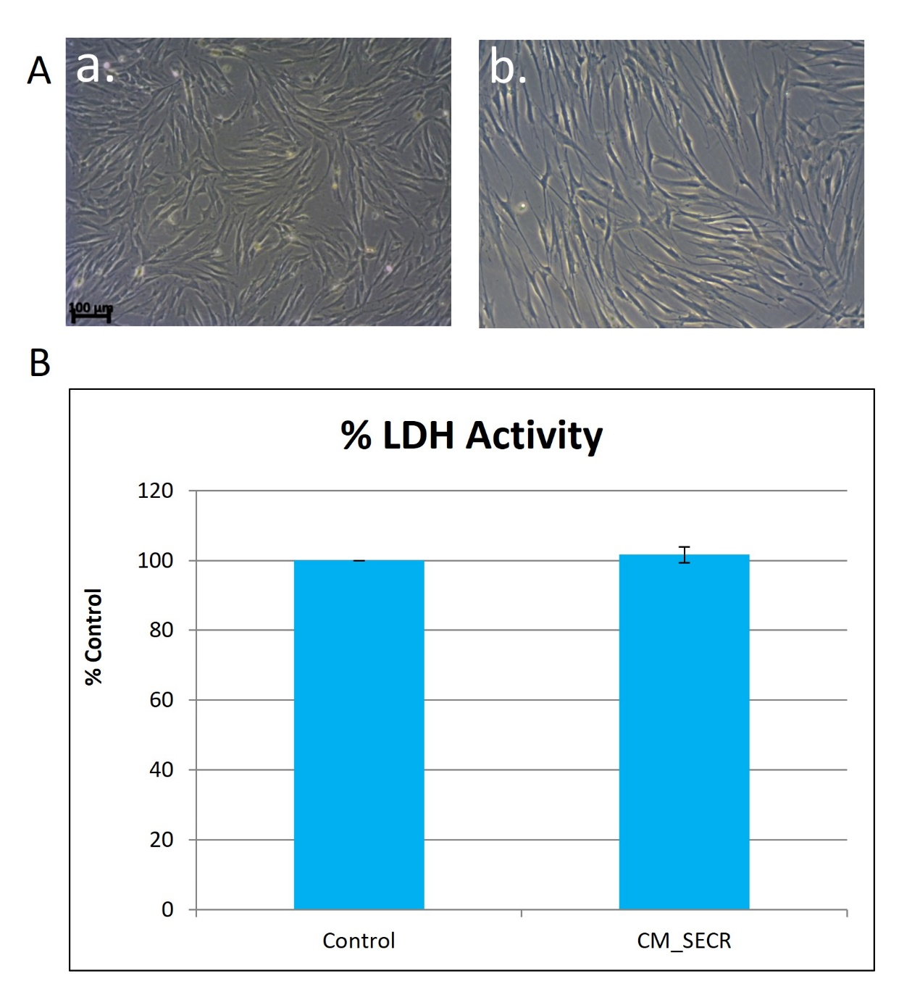 A
a.
b.
100 µm
B
% LDH Activity
120
100
80
60
40
20
0
% Control
Control
CM_SECR